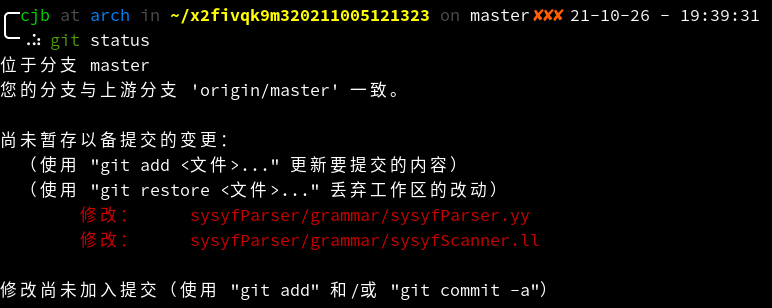 cjb at arch in ~/x2fivqk9m320211005121323 on master✘✘✘ 21-10-26 - 19:39:31
git status
位于分支 master
您的分支与上游分支 'origin/master' 一致。
尚未暂存以备提交的变更：
（使用 "git add <文件>..." 更新要提交的内容）
（使用 "git restore <文件>..." 丢弃工作区的改动）
修改： sysyfParser/grammar/sysyfParser.yy
修改： sysyfParser/grammar/sysyfScanner.ll
修改尚未加入提交（使用 "git add" 和/或 "git commit -a"）